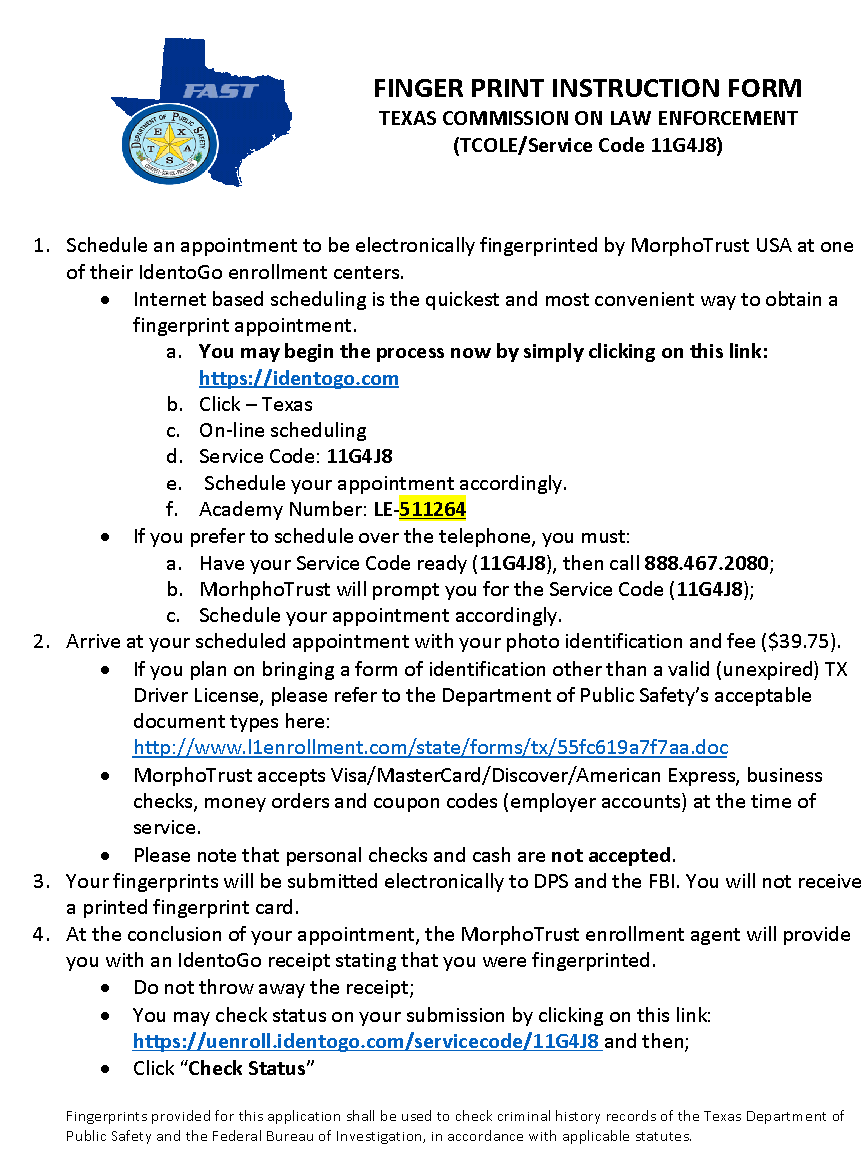 FAST
DEPARTMENT OF PUBLIC SAFETY
TEXAS
FINGER PRINT INSTRUCTION FORM
TEXAS COMMISSION ON LAW ENFORCEMENT
(TCOLE/Service Code 11G4J8)
1. Schedule an appointment to be electronically fingerprinted by MorphoTrust USA at one
of their IdentoGo enrollment centers.
• Internet based scheduling is the quickest and most convenient way to obtain a
fingerprint appointment.
a. You may begin the process now by simply clicking on this link:
https://identogo.com
b. Click – Texas
c. On-line scheduling
d. Service Code: 11G4J8
e. Schedule your appointment accordingly.
f. Academy Number: LE-511264
• If you prefer to schedule over the telephone, you must:
a. Have your Service Code ready (11G4J8), then call 888.467.2080;
b. MorhphoTrust will prompt you for the Service Code (11G4J8);
c. Schedule your appointment accordingly.
2. Arrive at your scheduled appointment with your photo identification and fee ($39.75).
• If you plan on bringing a form of identification other than a valid (unexpired) TX
Driver License, please refer to the Department of Public Safety’s acceptable
document types here:
http://www.l1enrollment.com/state/forms/tx/55fc619a7f7aa.doc
• MorphoTrust accepts Visa/MasterCard/Discover/American Express, business
checks, money orders and coupon codes (employer accounts) at the time of
service.
• Please note that personal checks and cash are not accepted.
3. Your fingerprints will be submitted electronically to DPS and the FBI. You will not receive
a printed fingerprint card.
4. At the conclusion of your appointment, the MorphoTrust enrollment agent will provide
you with an IdentoGo receipt stating that you were fingerprinted.
• Do not throw away the receipt;
• You may check status on your submission by clicking on this link:
https://uenroll.identogo.com/servicecode/11G4J8 and then;
• Click “Check Status”
Fingerprints provided for this application shall be used to check criminal history records of the Texas Department of
Public Safety and the Federal Bureau of Investigation, in accordance with applicable statutes.